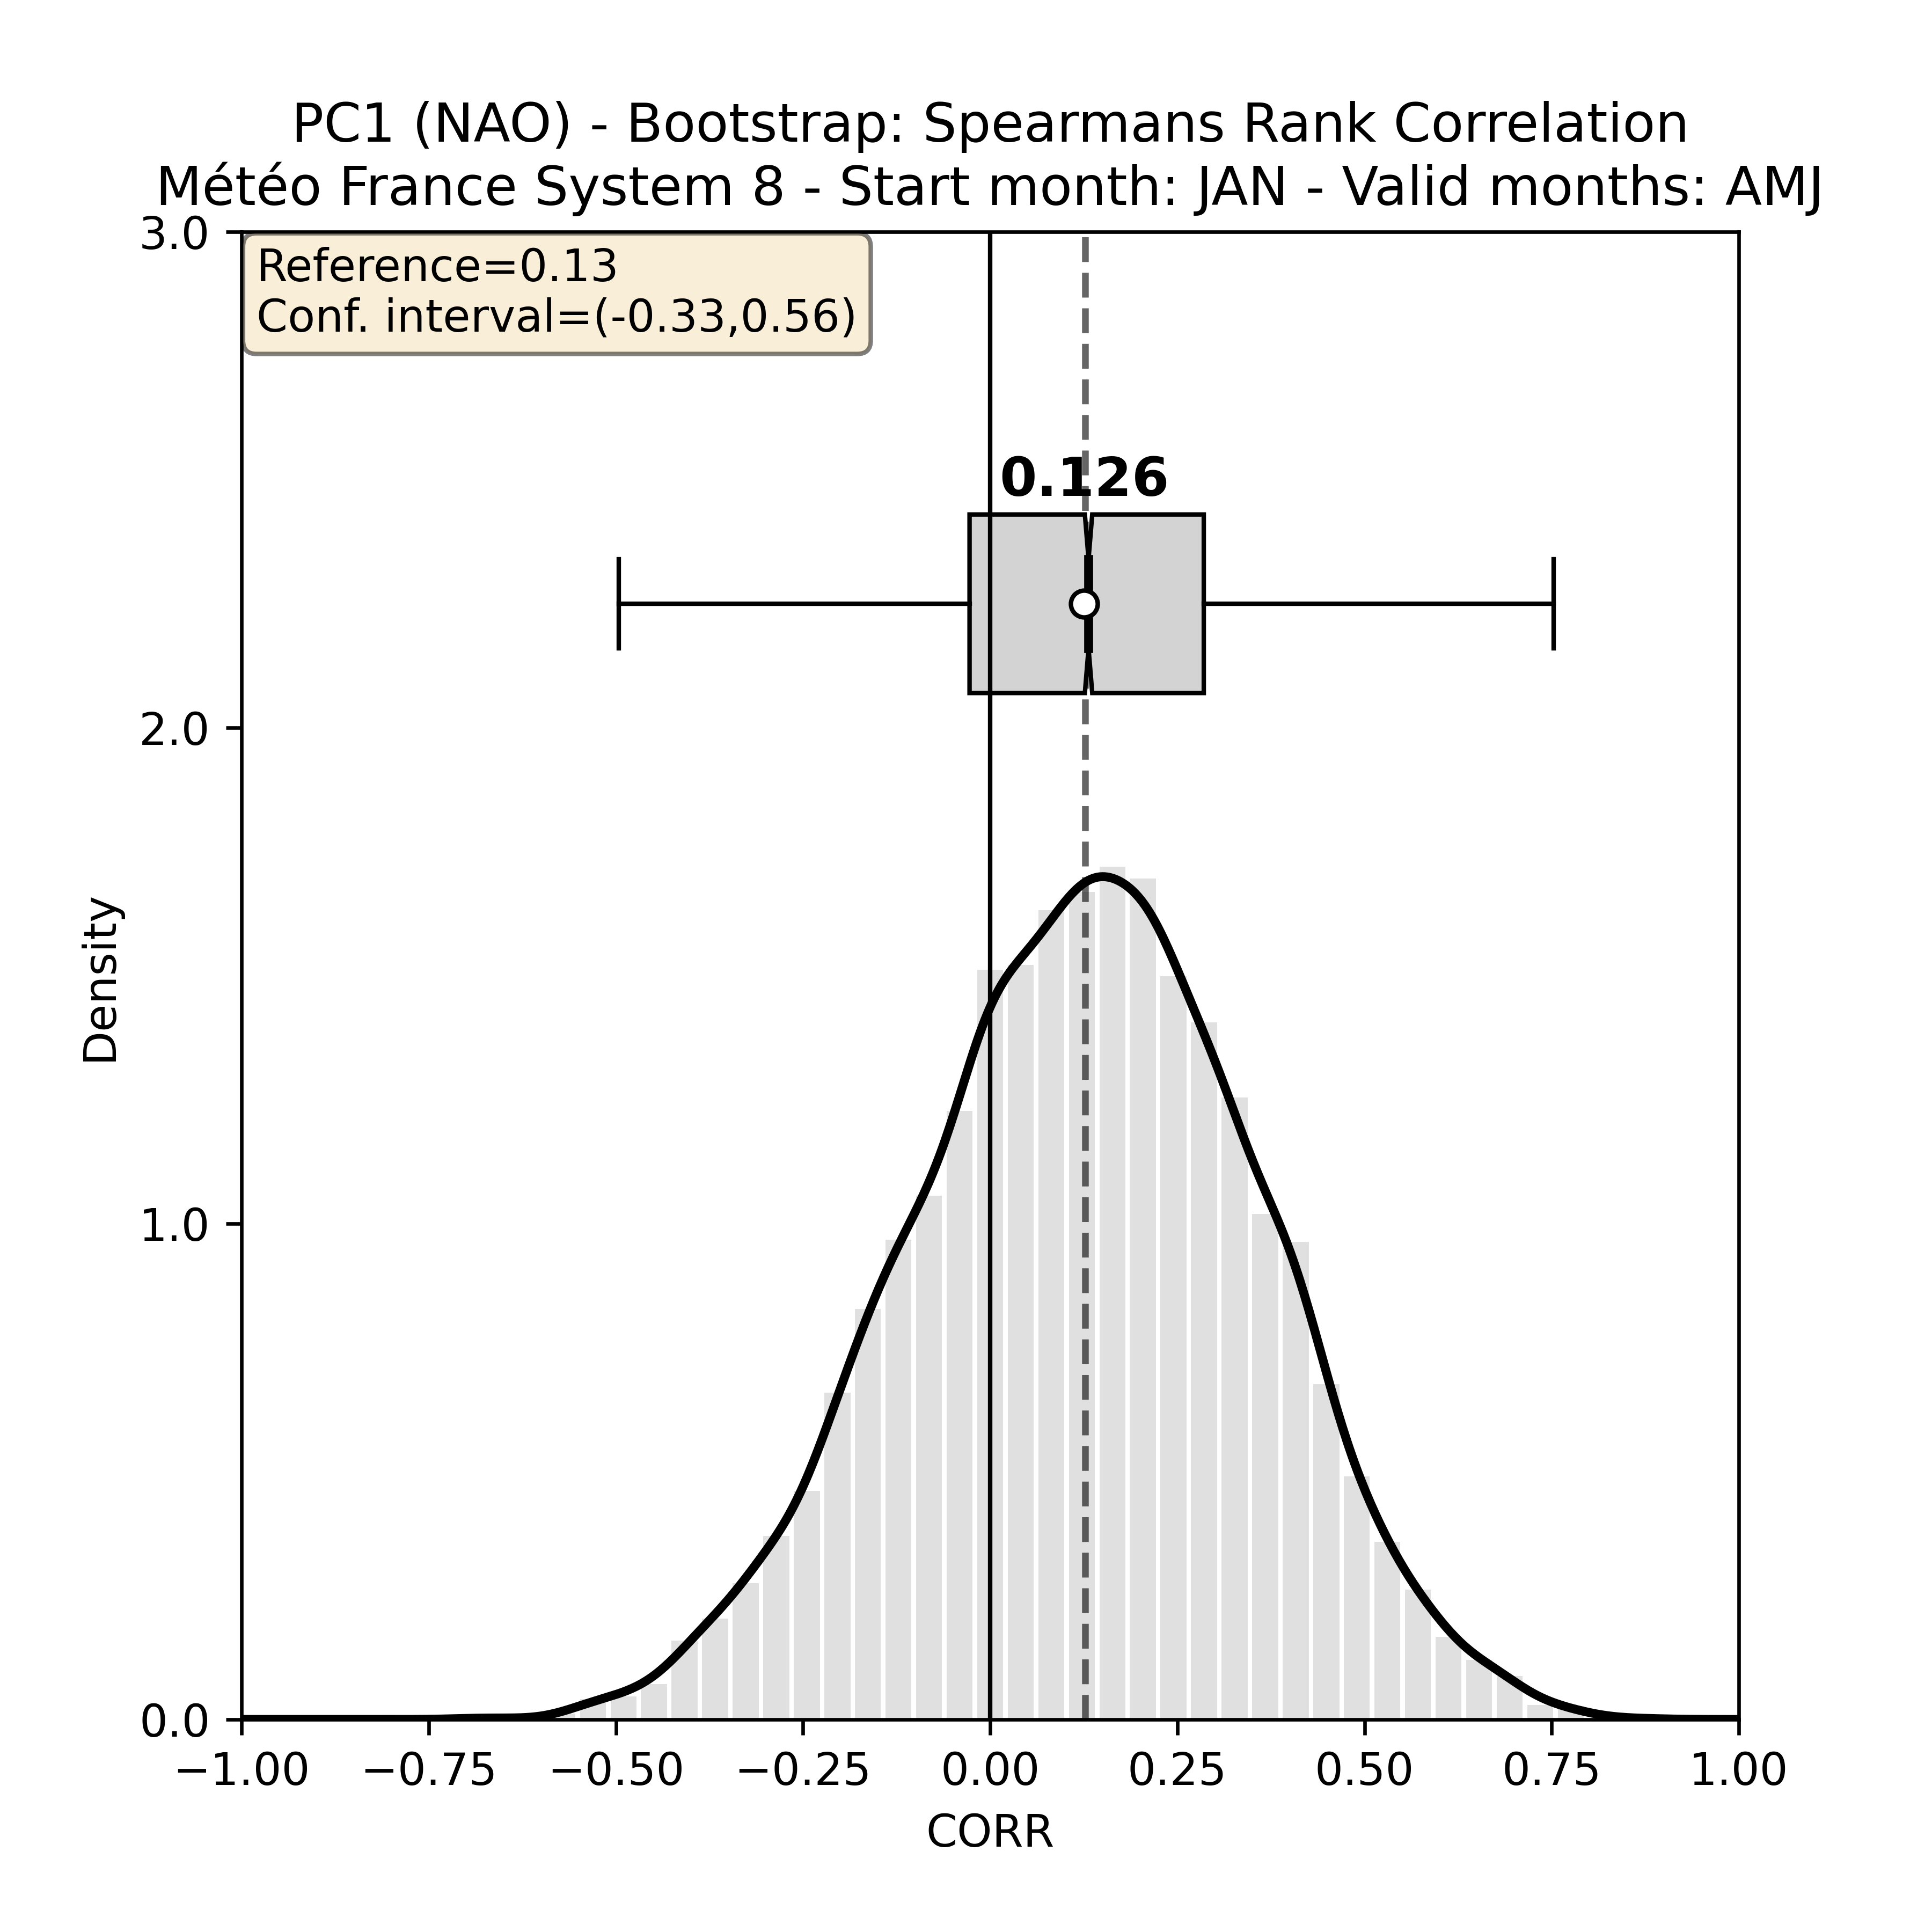 PC1 (NAO) - Bootstrap: Spearmans Rank Correlation
Météo France System 8 - Start month: JAN - Valid months: AMJ
3.0
Reference=0.13
Conf. interval=(-0.33,0.56)
0.126
2.0
Density
1.0
0.0
−1.00 −0.75 −0.50 −0.25 0.00 0.25 0.50 0.75 1.00
CORR